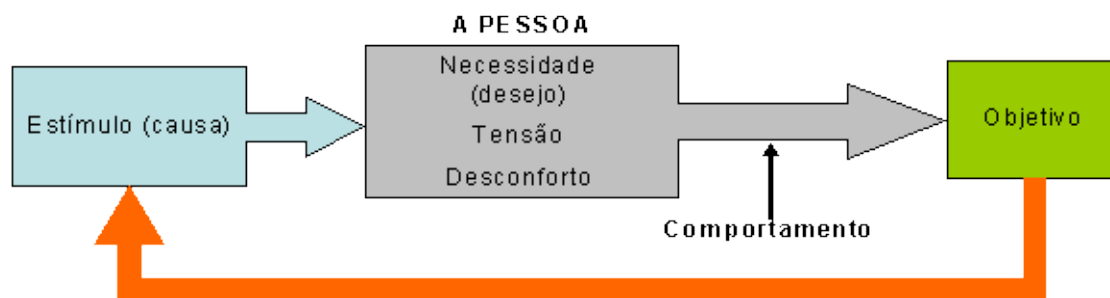 A PESSOA
Estímulo (causa)
Necessidade
(desejo)
Tensão
Desconforto
Comportamento
Objetivo